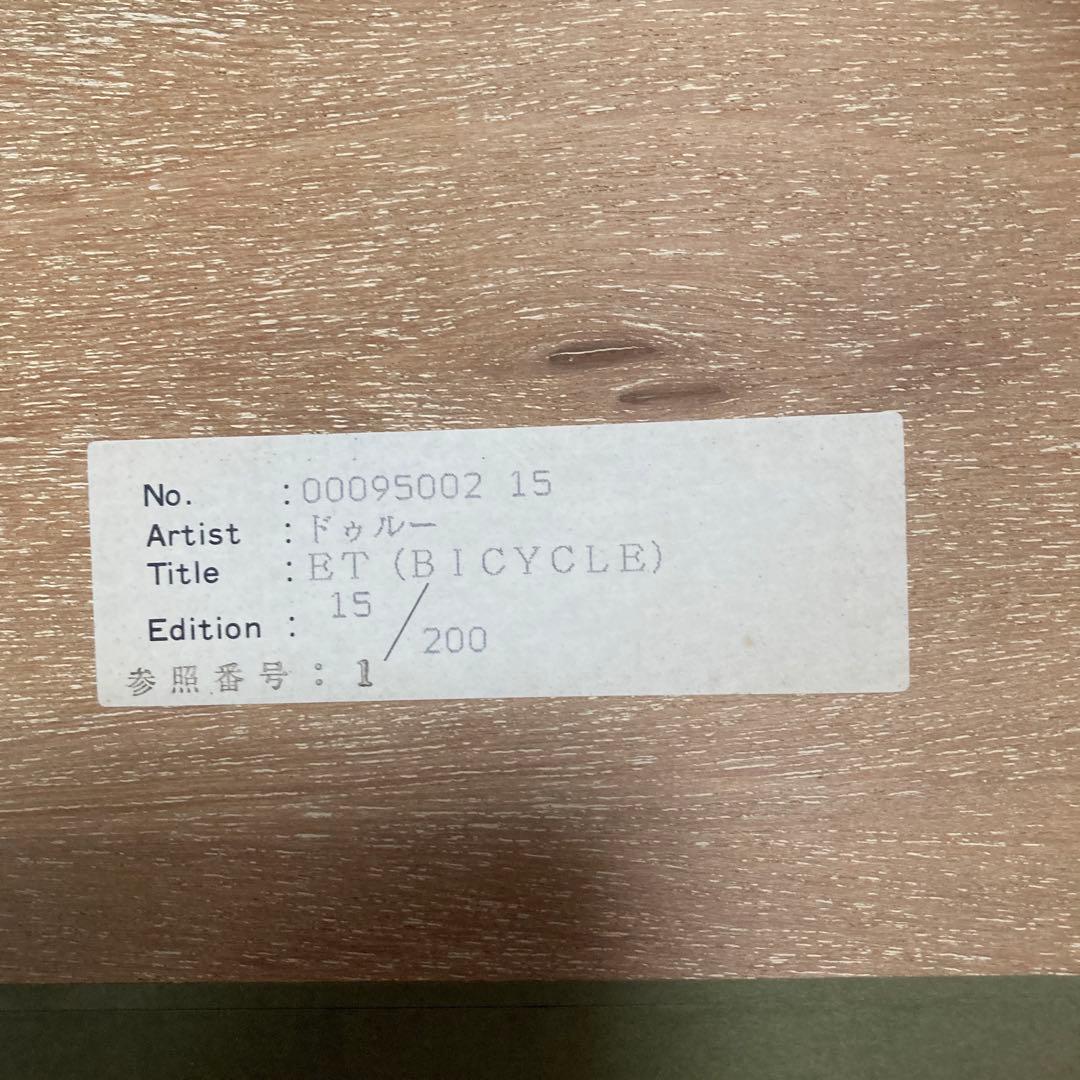 No. : 00095002 15
Artist : ドゥルー
Title : ET (BICYCLE)
Edition : 15/200
参照番号 : 1